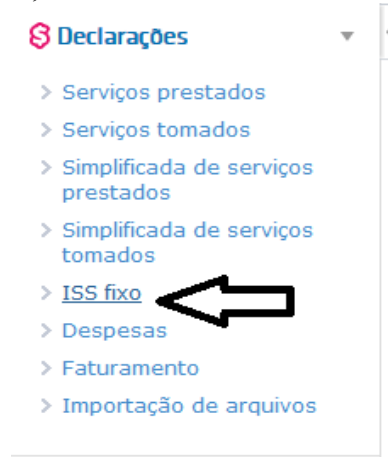 Declarações
Serviços prestados
Serviços tomados
Simplificada de serviços
prestados
Simplificada de serviços
tomados
ISS fixo
Despesas
Faturamento
Importação de arquivos